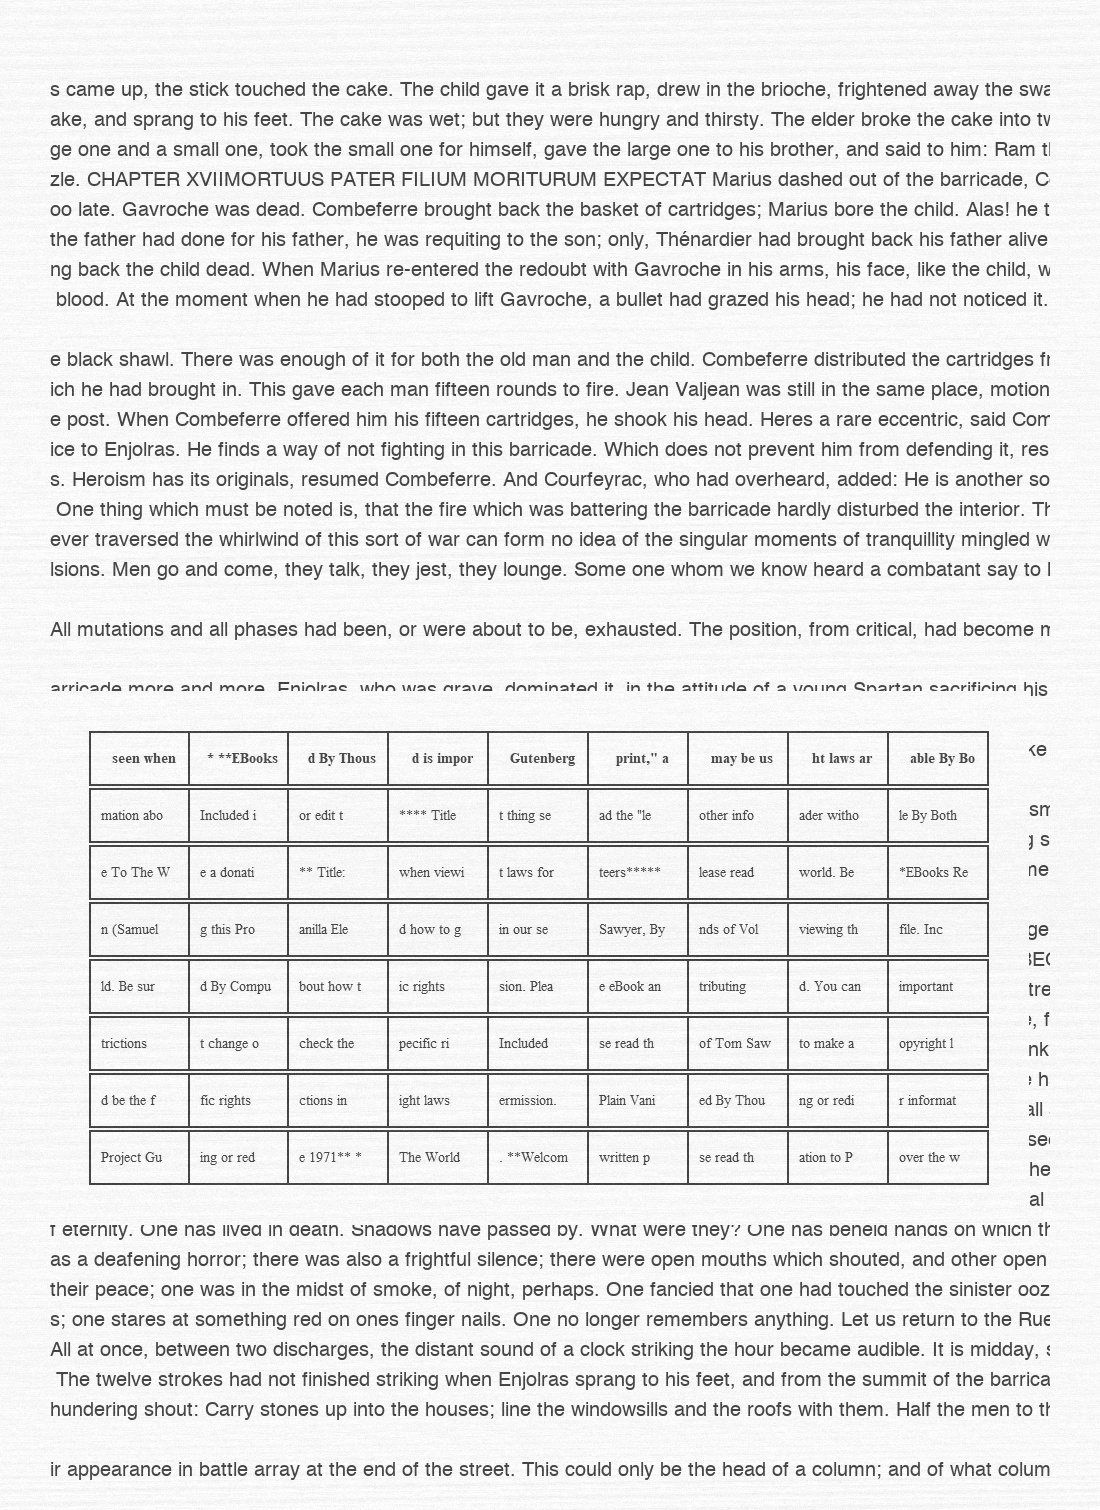 s came up, the stick touched the cake. The child gave it a brisk rap, drew in the brioche, frightened away the swa
ake, and sprang to his feet. The cake was wet; but they were hungry and thirsty. The elder broke the cake into tw
ge one and a small one, took the small one for himself, gave the large one to his brother, and said to him: Ram t
zle. CHAPTER XVIIMORTUUS PATER FILIUM MORITURUM EXPECTAT Marius dashed out of the barricade, C
oo late. Gavroche was dead. Combeferre brought back the basket of cartridges; Marius bore the child. Alas! he t
the father had done for his father, he was requiting to the son; only, Thénardier had brought back his father alive
ng back the child dead. When Marius re-entered the redoubt with Gavroche in his arms, his face, like the child, w
blood. At the moment when he had stooped to lift Gavroche, a bullet had grazed his head; he had not noticed it.
e black shawl. There was enough of it for both the old man and the child. Combeferre distributed the cartridges fr
ich he had brought in. This gave each man fifteen rounds to fire. Jean Valjean was still in the same place, motion
e post. When Combeferre offered him his fifteen cartridges, he shook his head. Heres a rare eccentric, said Com
ice to Enjolras. He finds a way of not fighting in this barricade. Which does not prevent him from defending it, res
s. Heroism has its originals, resumed Combeferre. And Courfeyrac, who had overheard, added: He is another so
One thing which must be noted is, that the fire which was battering the barricade hardly disturbed the interior. Th
ever traversed the whirlwind of this sort of war can form no idea of the singular moments of tranquillity mingled w
lsions. Men go and come, they talk, they jest, they lounge. Some one whom we know heard a combatant say to
All mutations and all phases had been, or were about to be, exhausted. The position, from critical, had become m
arricade more and more. Enjolras, who was grave, dominated it, in the attitude of a young Spartan sacrificing his
seen when * **EBooks d By Thous d is impor Gutenberg print," a may be us ht laws ar able By Bo
ke
mation abo Included i or edit t **** Title t thing se ad the "le other info ader witho le By Both
sm
g s
e To The W e a donati ** Title: when viewi t laws for teers***** lease read world. Be *EBooks Re
me
n (Samuel g this Pro anilla Ele d how to g in our se Sawyer, By nds of Vol viewing th file. Inc
ge
BEC
ld. Be sur d By Compu bout how t ic rights sion. Plea e eBook an tributing d. You can important
tre
e, f
trictions t change o check the pecific ri Included se read th of Tom Saw to make a opyright l
nk
e h
d be the f fic rights ctions in ight laws ermission. Plain Vani ed By Thou ng or redi r informat
all
see
Project Gu ing or red e 1971** * The World . **Welcom written p se read th ation to P over the w
he
al
f eternity. One has lived in death. Shadows have passed by. What were they? One has beheld hands on which th
as a deafening horror; there was also a frightful silence; there were open mouths which shouted, and other open
their peace; one was in the midst of smoke, of night, perhaps. One fancied that one had touched the sinister ooz
s; one stares at something red on ones finger nails. One no longer remembers anything. Let us return to the Rue
All at once, between two discharges, the distant sound of a clock striking the hour became audible. It is midday, s
The twelve strokes had not finished striking when Enjolras sprang to his feet, and from the summit of the barrica
hundering shout: Carry stones up into the houses; line the windowsills and the roofs with them. Half the men to th
ir appearance in battle array at the end of the street. This could only be the head of a column; and of what colum